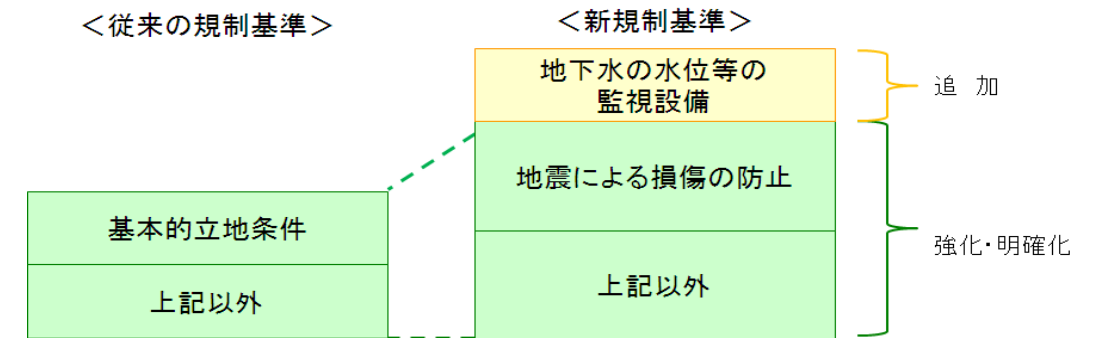 ＜従来の規制基準＞
＜新規制基準＞
地下水の水位等の
監視設備
追　加
地震による損傷の防止
基本的立地条件
強化・明確化
上記以外
上記以外